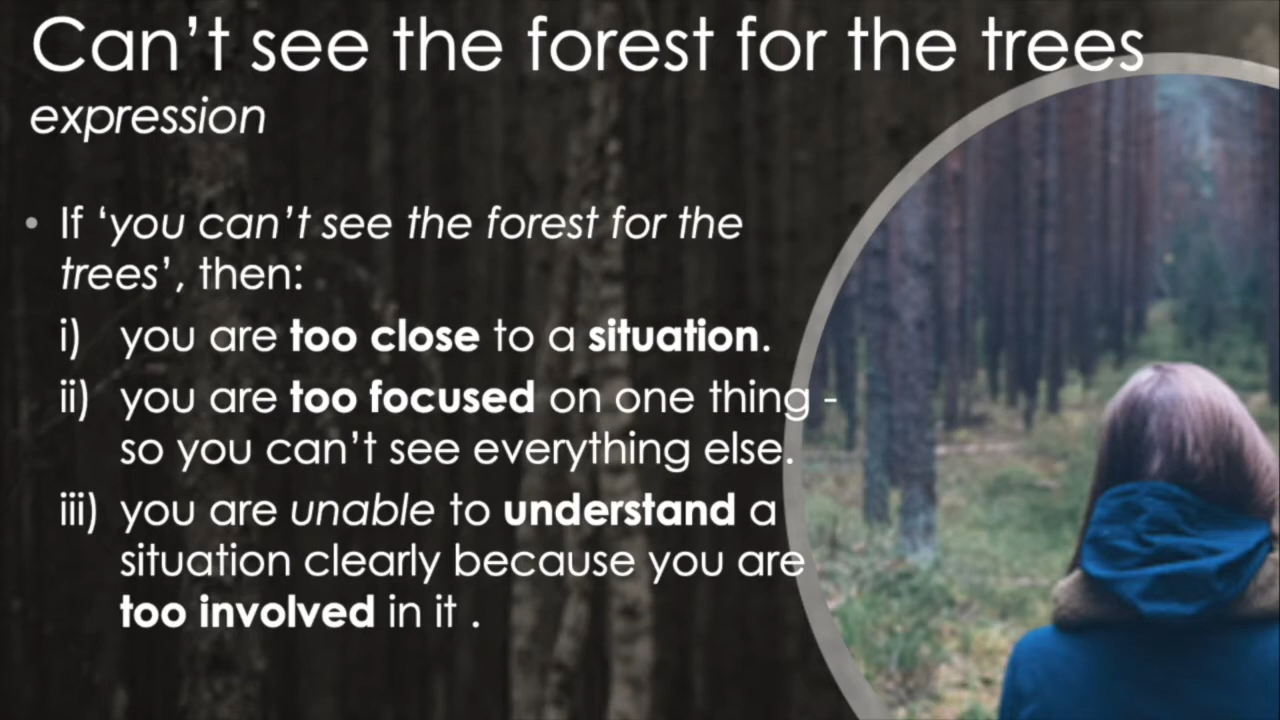 Can’t see the forest for the trees
expression
• If ‘you can’t see the forest for the
trees’, then:
i) you are too close to a situation.
ii) you are too focused on one thing -
so you can’t see everything else.
iii) you are unable to understand a
situation clearly because you are
too involved in it .